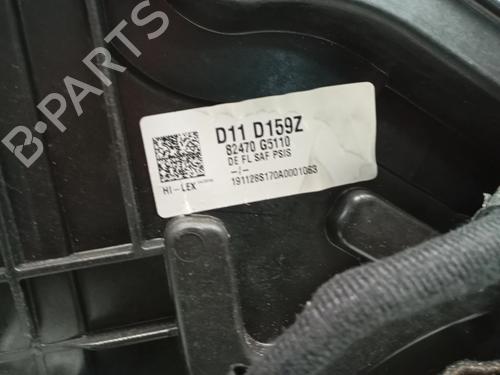 D11 D159Z
82470 G5110
DE FL SAF PSIS
-/-
191126S170A0001063
HI-LEX
B-PARTS